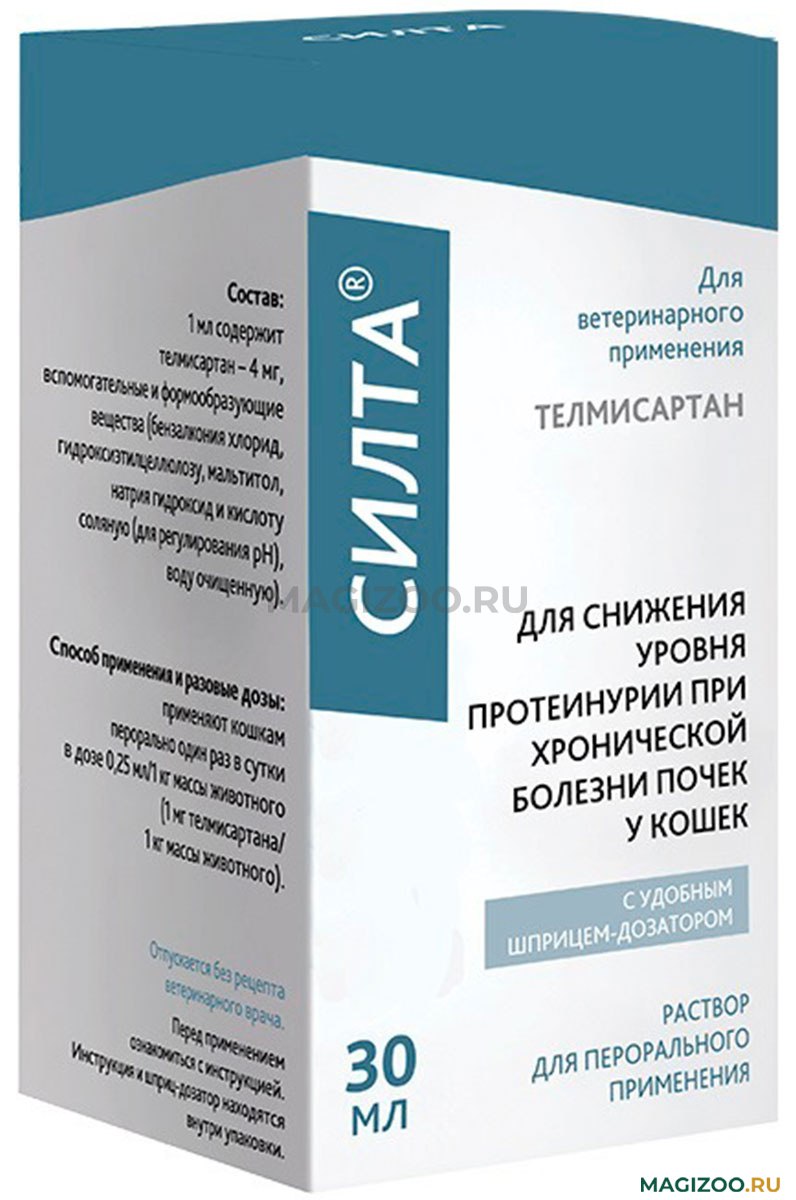 СИЛТА
Состав:
1 мл содержит
телмисартан – 4 мг,
вспомогательные и формообразующие
вещества (бензалкония хлорид,
гидроксиэтилцеллюлозу, мальтитол,
натрия гидроксид и кислоту
соляную (для регулирования pH),
воду очищенную).
Способ применения и разовые дозы:
применяют кошкам
перорально один раз в сутки
в дозе 0,25 мл/1 кг массы животного
(1 мг телмисартана/
1 кг массы животного).
Отпускается без рецепта
ветеринарного врача.
Перед применением
ознакомиться с инструкцией.
Инструкция и шприц-дозатор находятся
внутри упаковки.
СИЛТА®
Для
ветеринарного
применения
ТЕЛМИСАРТАН
MAGIZOO.RU
ДЛЯ СНИЖЕНИЯ
УРОВНЯ
ПРОТЕИНУРИИ ПРИ
ХРОНИЧЕСКОЙ
БОЛЕЗНИ ПОЧЕК
У КОШЕК
С УДОБНЫМ
ШПРИЦЕМ-ДОЗАТОРОМ
30
МЛ
РАСТВОР
ДЛЯ ПЕРОРАЛЬНОГО
ПРИМЕНЕНИЯ
MAGIZOO.RU